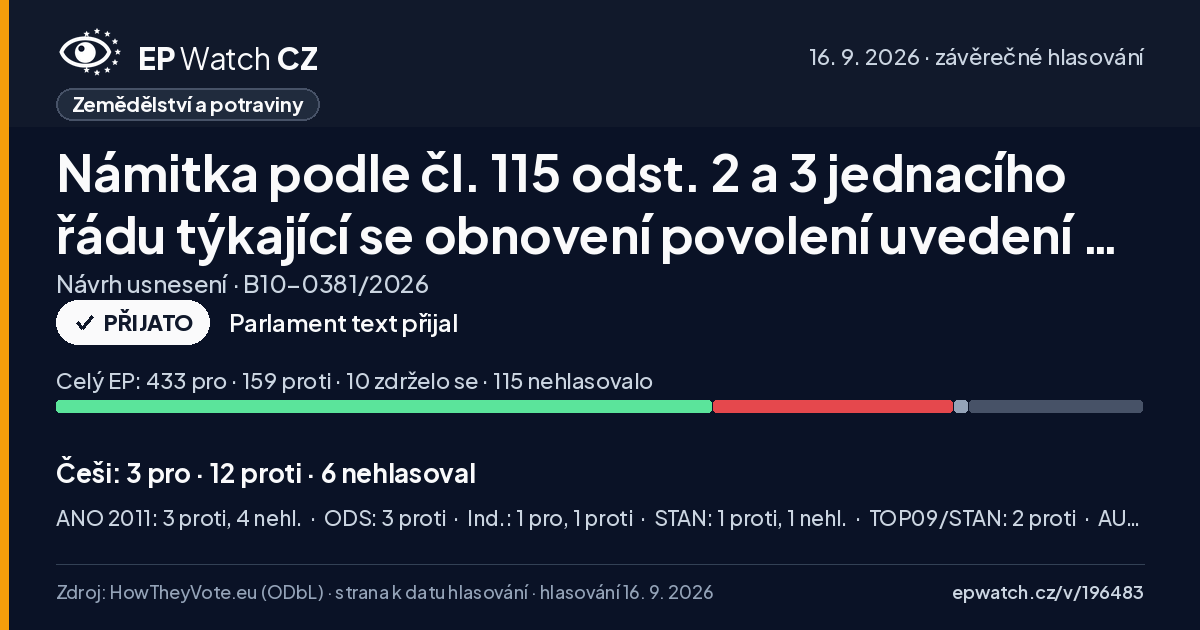 EP Watch CZ
16. 9. 2026 · závěrečné hlasování
Zemědělství a potraviny
Námitka podle čl. 115 odst. 2 a 3 jednacího
řádu týkající se obnovení povolení uvedení …
Návrh usnesení · B10-0381/2026
✓ PŘIJATO Parlament text přijal
Celý EP: 433 pro · 159 proti · 10 zdrželo se · 115 nehlasovalo
Češi: 3 pro · 12 proti · 6 nehlasoval
ANO 2011: 3 proti, 4 nehl. · ODS: 3 proti · Ind.: 1 pro, 1 proti · STAN: 1 proti, 1 nehl. · TOP09/STAN: 2 proti · AU…
Zdroj: HowTheyVote.eu (ODbL) · strana k datu hlasování · hlasování 16. 9. 2026
epwatch.cz/v/196483